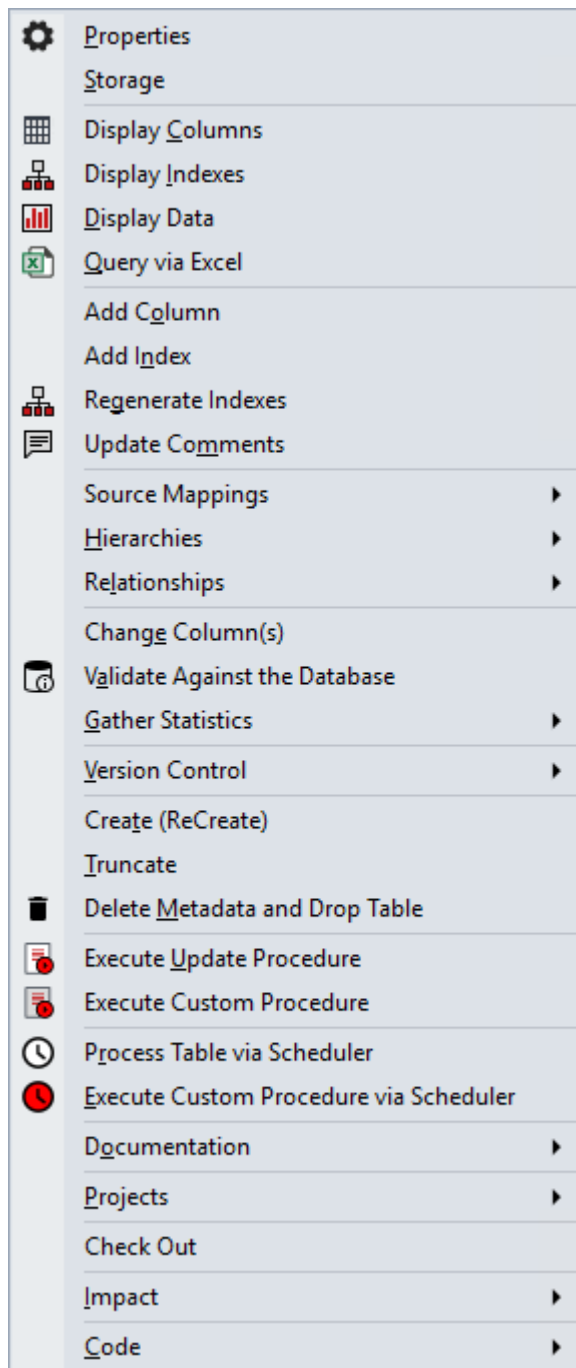 Properties
Storage
Display Columns
Display Indexes
Display Data
Query via Excel
Add Column
Add Index
Regenerate Indexes
Update Comments
Source Mappings
Hierarchies
Relationships
Change Column(s)
Validate Against the Database
Gather Statistics
Version Control
Create (ReCreate)
Truncate
Delete Metadata and Drop Table
Execute Update Procedure
Execute Custom Procedure
Process Table via Scheduler
Execute Custom Procedure via Scheduler
Documentation
Projects
Check Out
Impact
Code